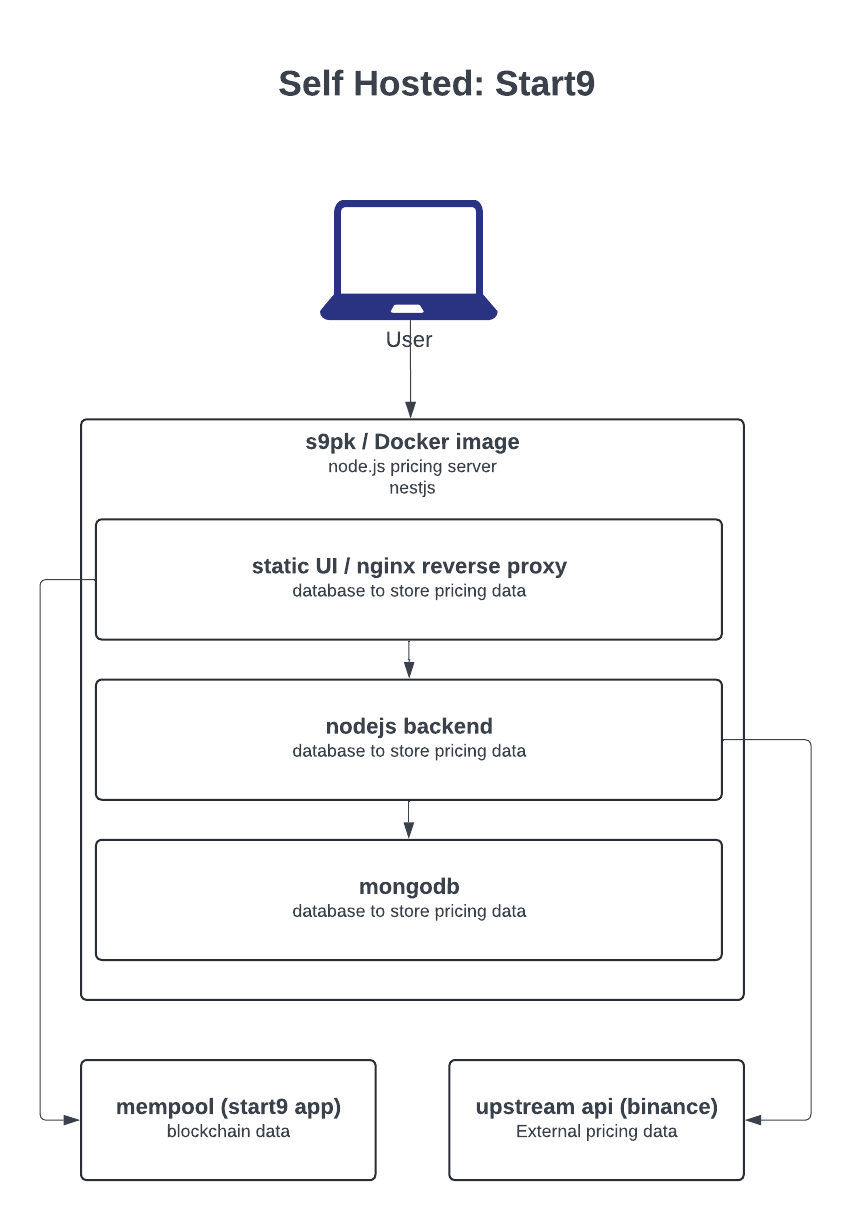 Self Hosted: Start9
User
s9pk / Docker image
node.js pricing server
nestjs
static UI / nginx reverse proxy
database to store pricing data
nodejs backend
database to store pricing data
mongodb
database to store pricing data
mempool (start9 app)
blockchain data
upstream api (binance)
External pricing data